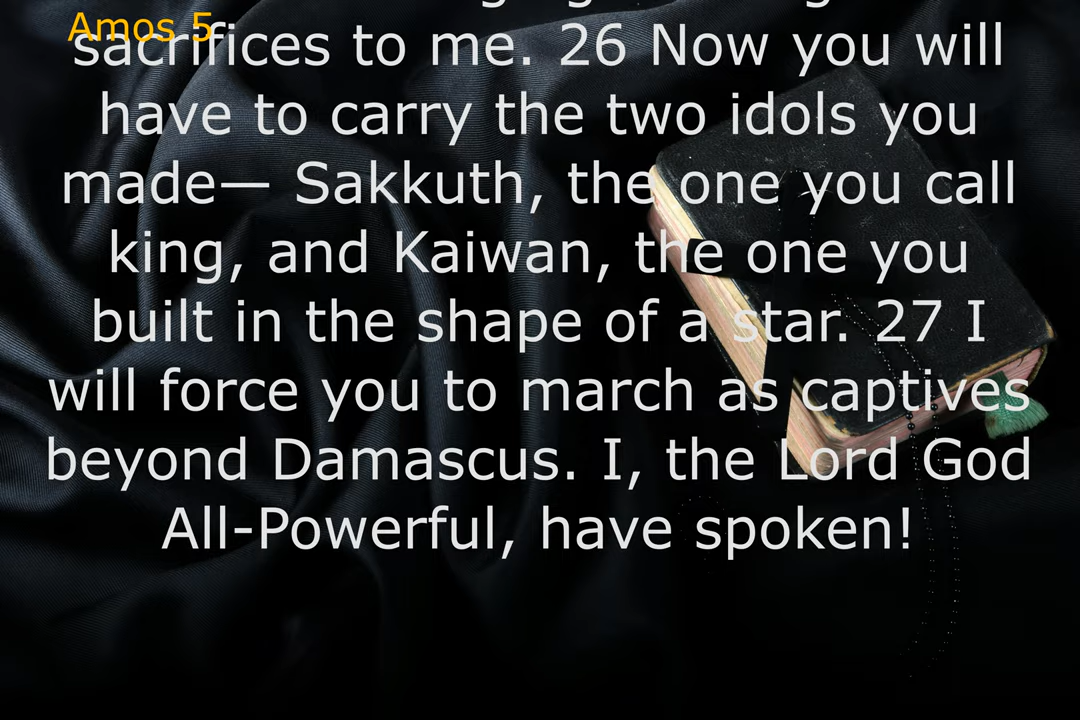 Amos 5
sacrifices to me. 26 Now you will
have to carry the two idols you
made— Sakkuth, the one you call
king, and Kaiwan, the one you
built in the shape of a star. 27 I
will force you to march as captives
beyond Damascus. I, the Lord God
All-Powerful, have spoken!